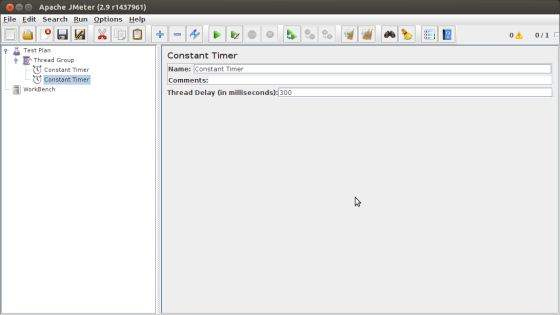 Apache JMeter (2.9 r1437961)
File Edit Search Run Options Help
0 0 / 1
Test Plan
Thread Group
Constant Timer
Constant Timer
WorkBench
Constant Timer
Name: Constant Timer
Comments:
Thread Delay (in milliseconds): 300